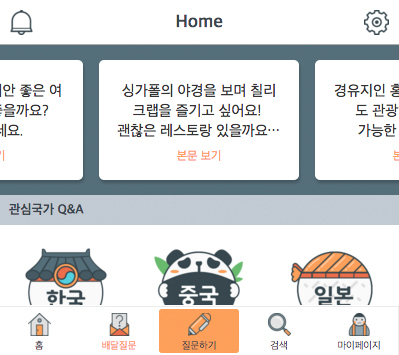 Home
안 좋은 여
을까요?
세요.
기
싱가폴의 야경을 보며 칠리
크랩을 즐기고 싶어요!
괜찮은 레스토랑 있을까요…
본문 보기
경유지인 홍
도 관광
가능한
본
관심국가 Q&A
한국
중국
일본
홈
배달질문
질문하기
검색
마이페이지